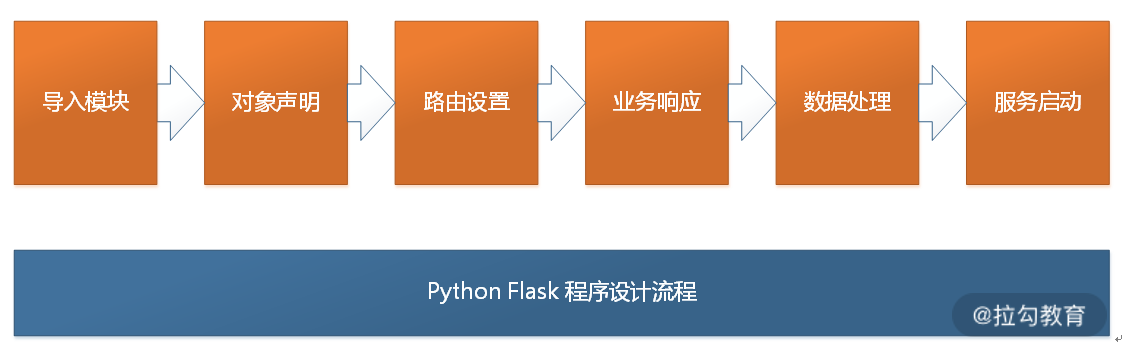 导入模块
对象声明
路由设置
业务响应
数据处理
服务启动
Python Flask 程序设计流程
@拉勾教育